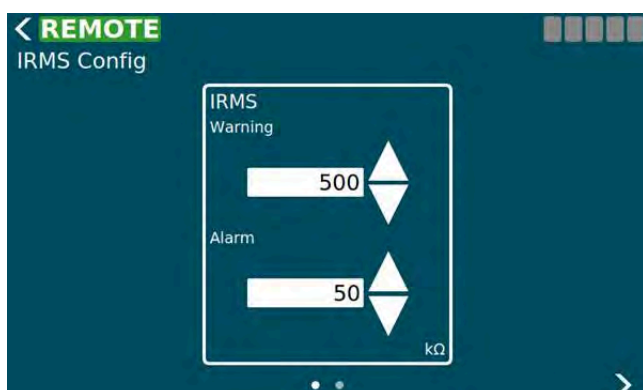 REMOTE
IRMS Config
IRMS
Warning
500
Alarm
50
kΩ